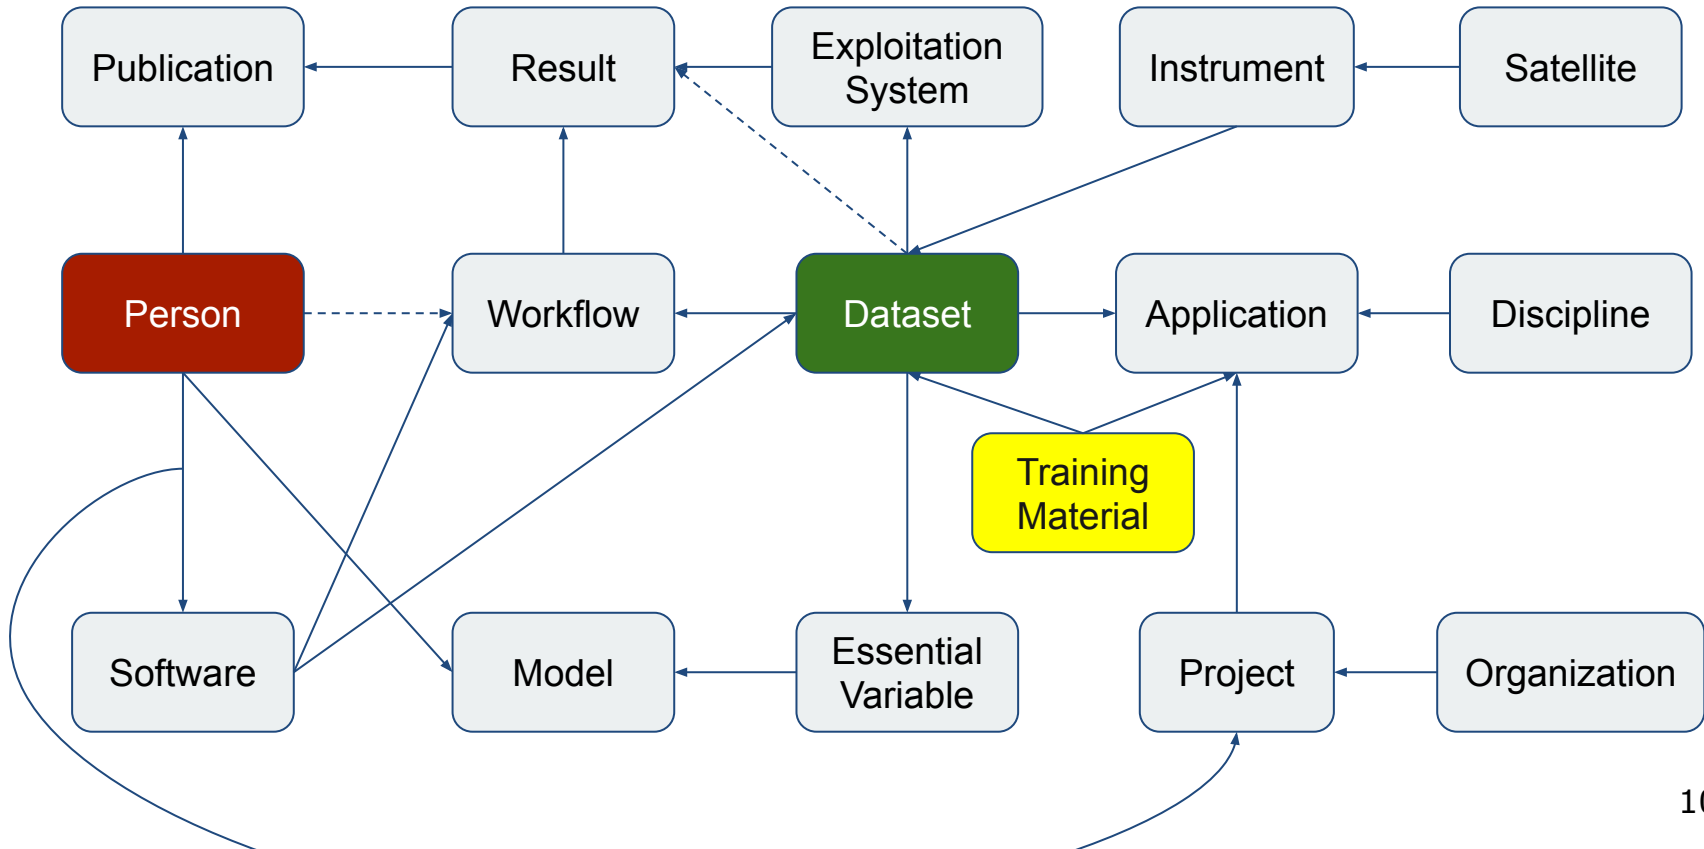 Publication
Result
Exploitation
System
Instrument
Satellite
Person
Workflow
Dataset
Application
Discipline
Training
Material
Software
Model
Essential
Variable
Project
Organization
10